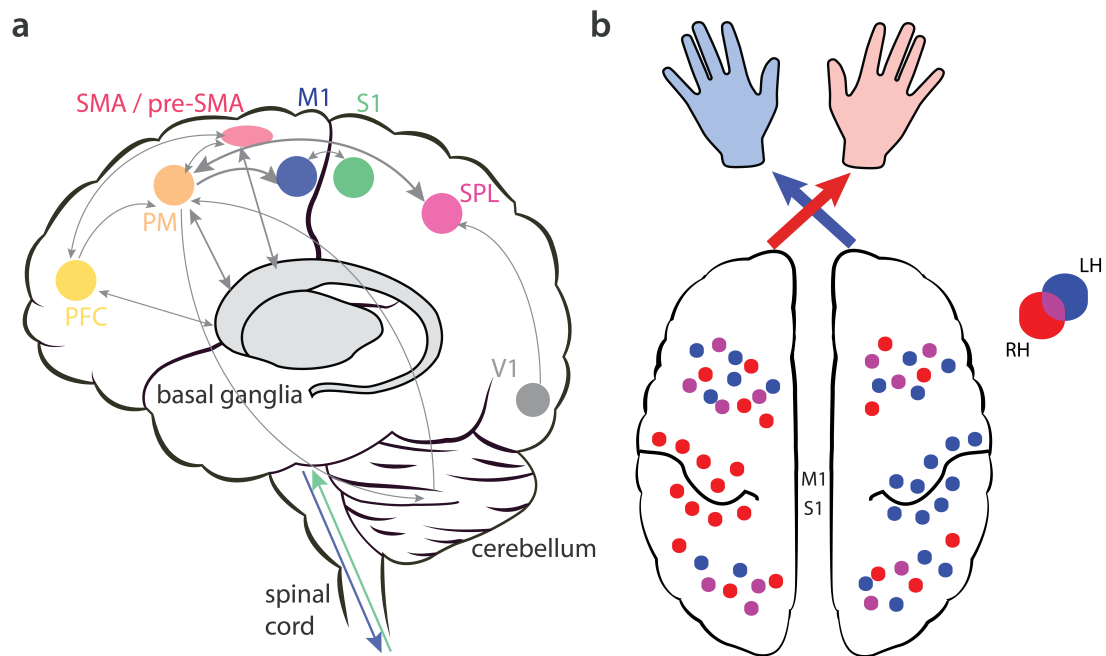 a
SMA / pre-SMA
M1
S1
PM
SPL
PFC
V1
basal ganglia
cerebellum
spinal
cord
b
LH
RH
M1
S1